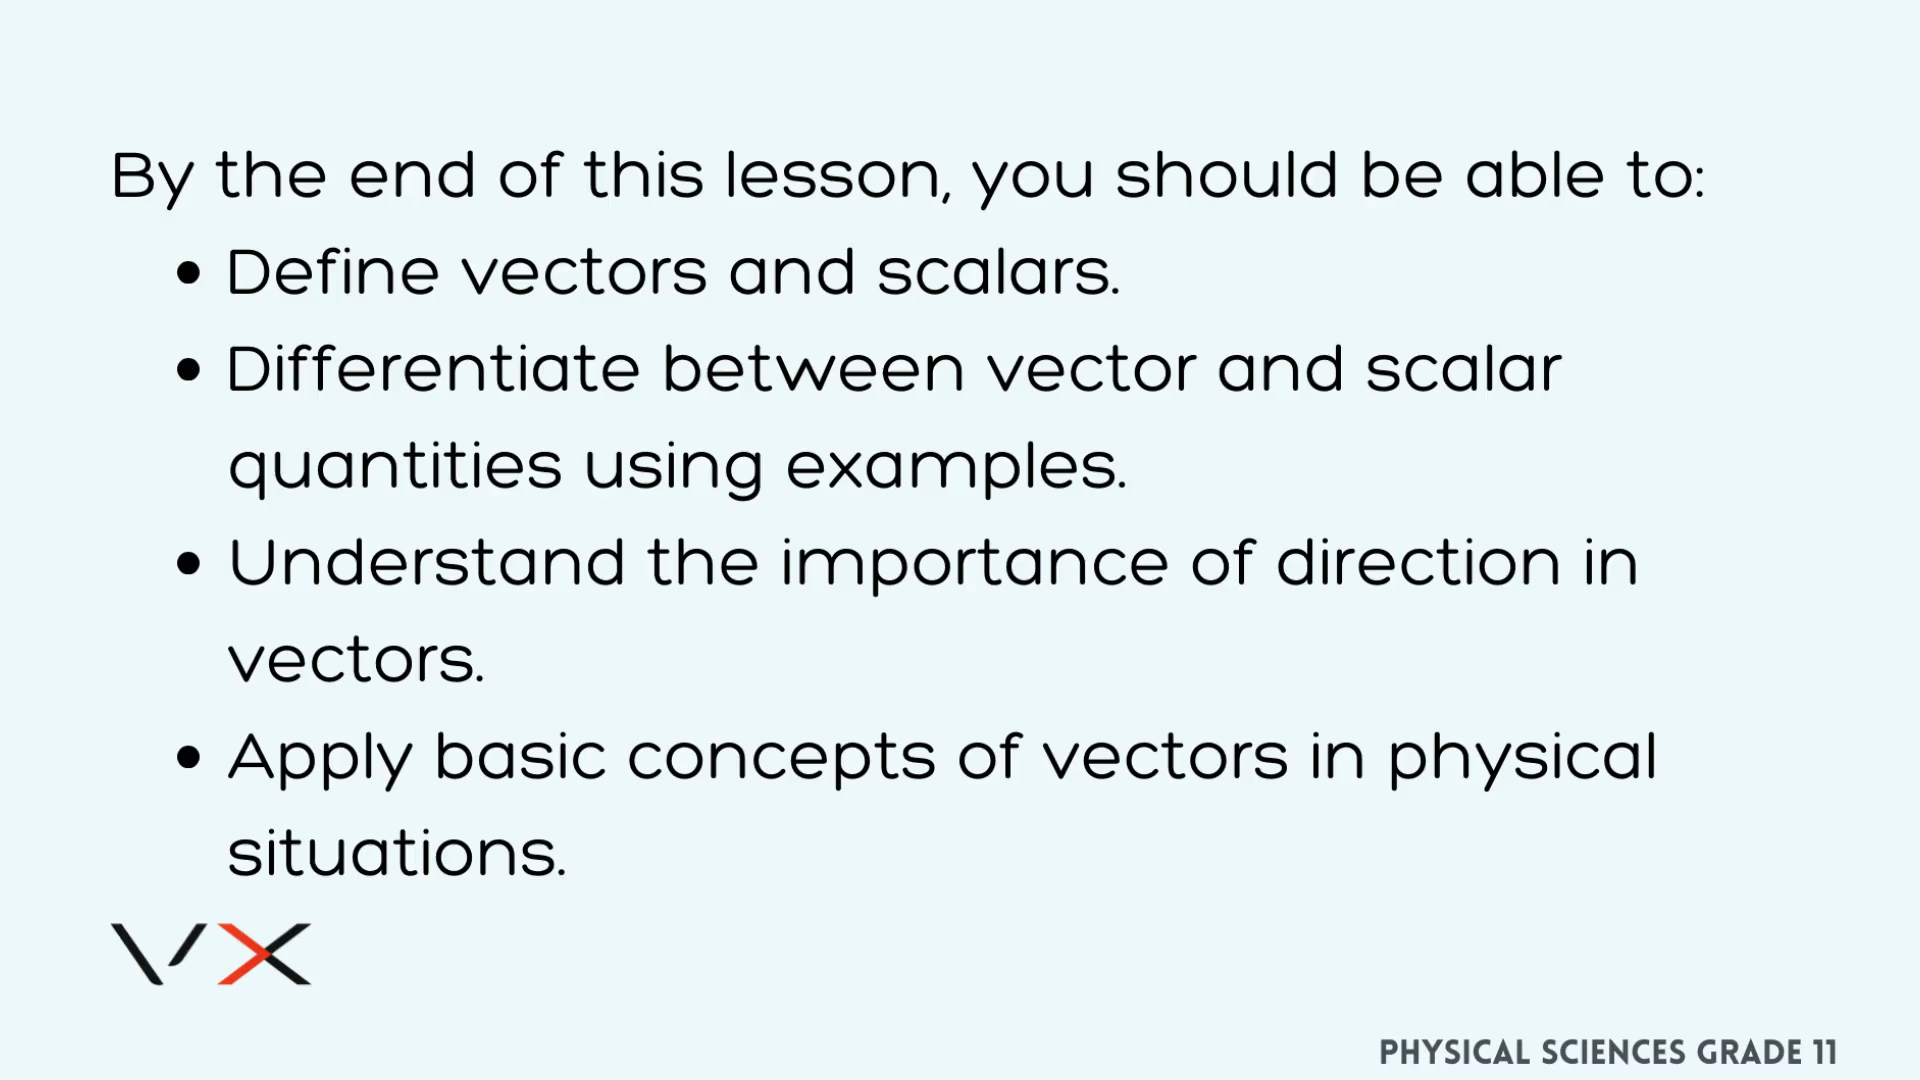 By the end of this lesson, you should be able to:
• Define vectors and scalars.
• Differentiate between vector and scalar
quantities using examples.
• Understand the importance of direction in
vectors.
• Apply basic concepts of vectors in physical
situations.
VX
PHYSICAL SCIENCES GRADE 11